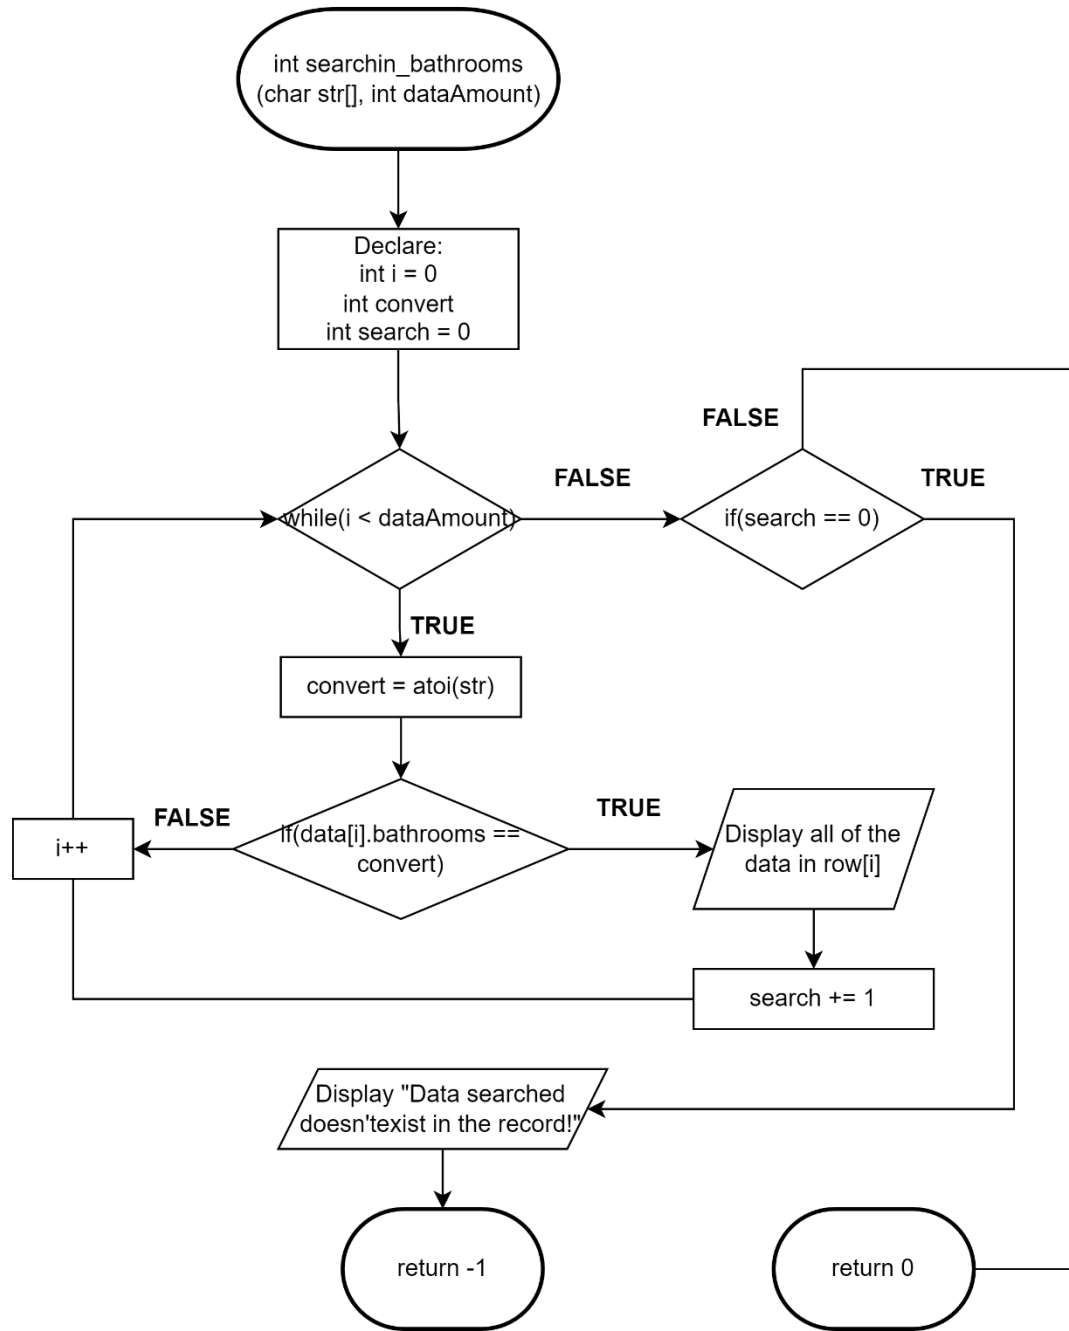 int searchin_bathrooms
(char str[], int dataAmount)
Declare:
int i = 0
int convert
int search = 0
FALSE
while(i < dataAmount)
FALSE
if(search == 0)
TRUE
TRUE
convert = atoi(str)
FALSE
TRUE
i++
if(data[i].bathrooms ==
convert)
Display all of the
data in row[i]
search += 1
Display "Data searched
doesn'texist in the record!"
return -1
return 0